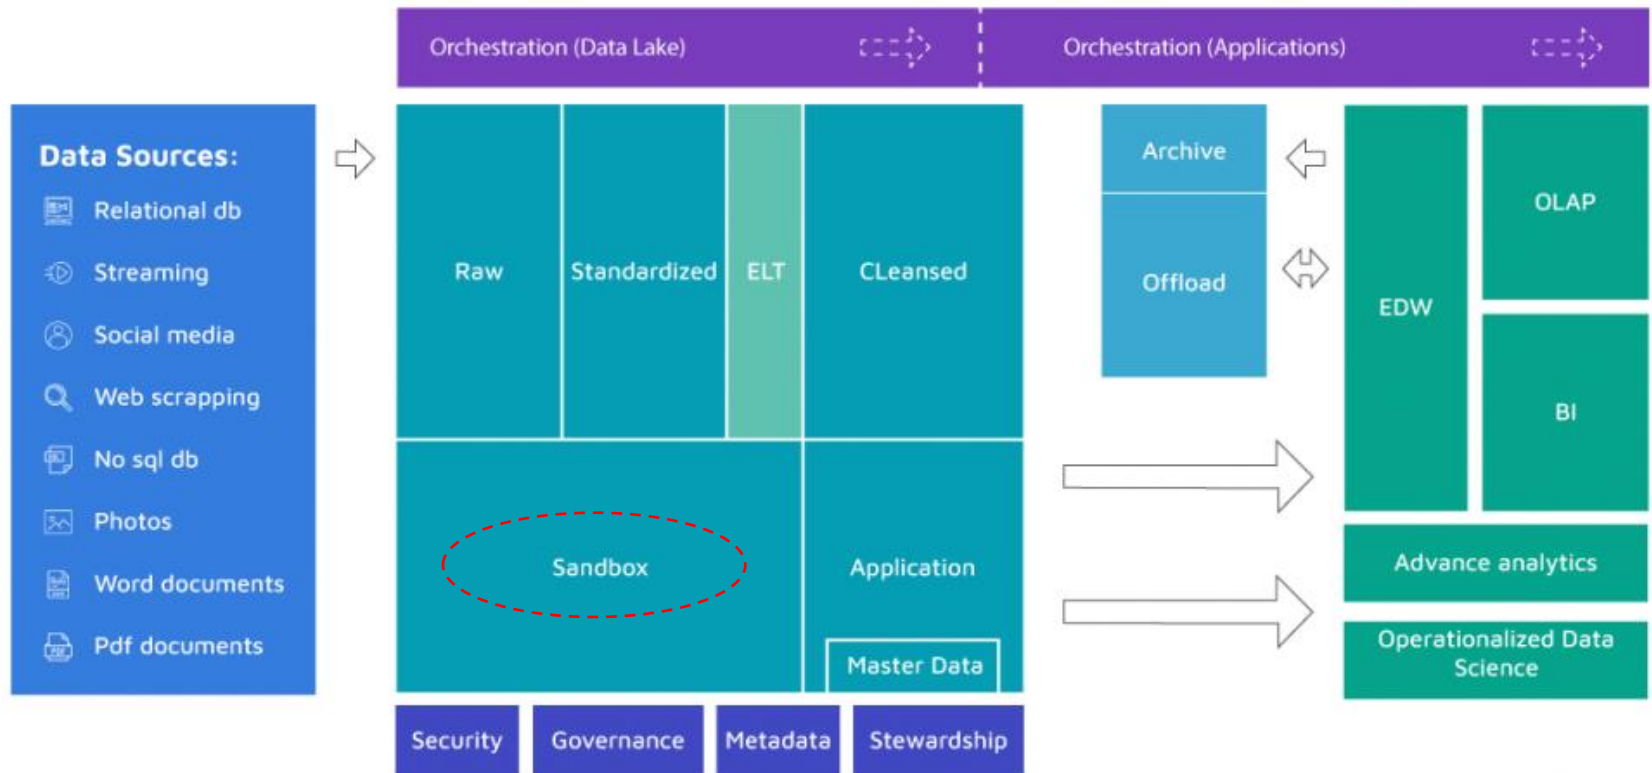 Orchestration (Data Lake)
Orchestration (Applications)
Data Sources:
Relational db
Streaming
Social media
Web scrapping
No sql db
Photos
Word documents
Pdf documents
Raw
Standardized
ELT
CLeansed
Sandbox
Application
Master Data
Security
Governance
Metadata
Stewardship
Archive
Offload
EDW
OLAP
BI
Advance analytics
Operationalized Data
Science